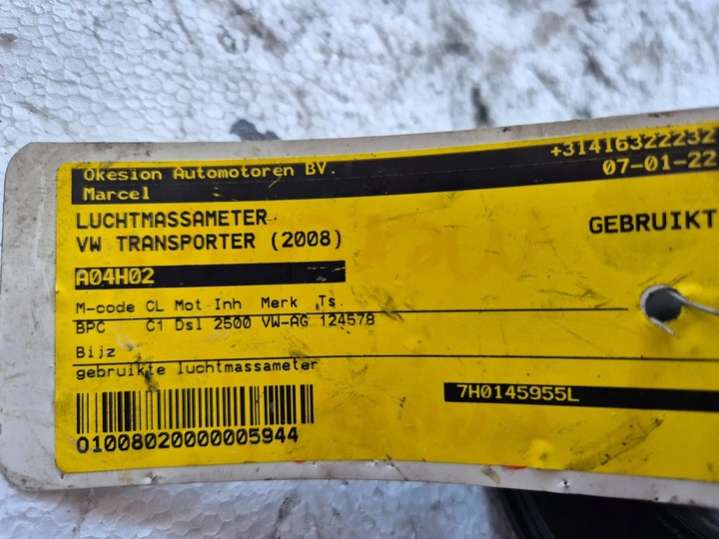 Okesion Automotoren BV. +31416322232
Marcel 07-01-22
LUCHTMASSAMETER
VW TRANSPORTER (2008) GEBRUIKT
A04H02
M-code CL Mot Inh Merk Ts
BPC C1 Dsl 2500 VW-AG 124578
Bijz
gebruikte luchtmassameter
7H0145955L
O1008020000005944